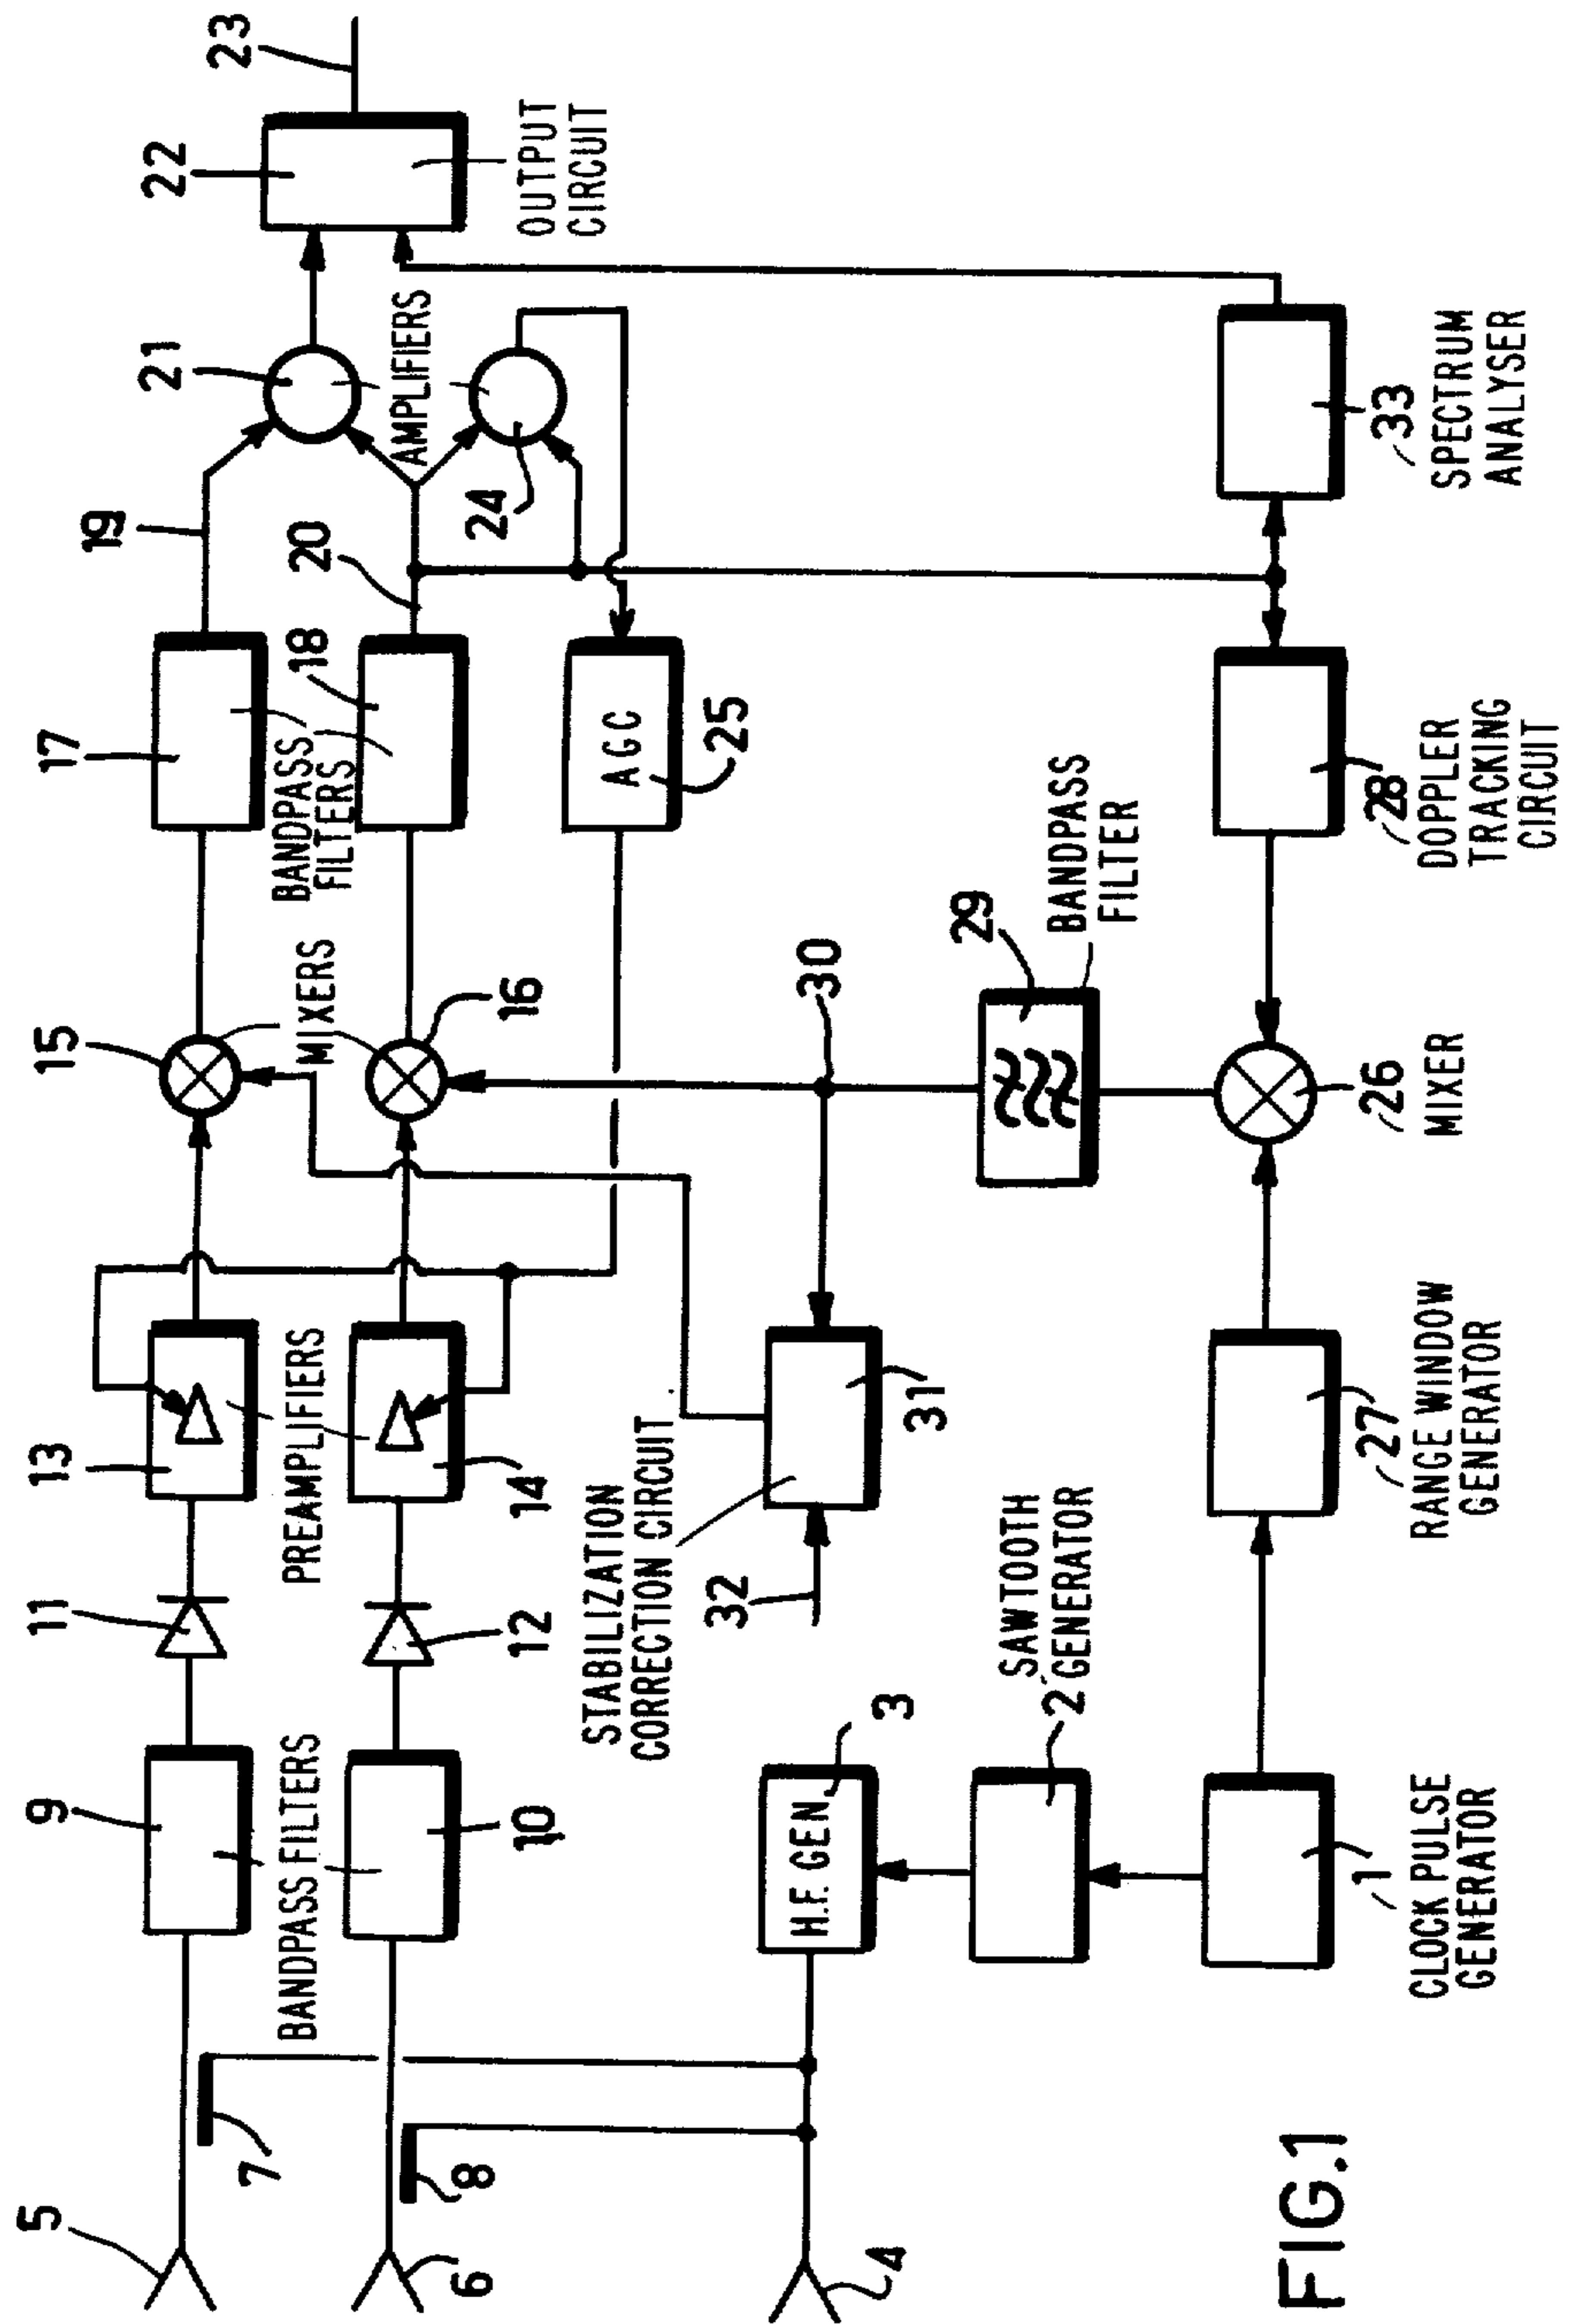 23
22
OUTPUT
CIRCUIT
21
AMPLIFIERS
24
19
20
17
18
BANDPASS
FILTERS
AGC
25
33
SPECTRUM
ANALYSER
28
DOPPLER
TRACKING
CIRCUIT
29
BANDPASS
FILTER
30
15
MIXERS
16
26
MIXER
13
PREAMPLIFIERS
14
STABILIZATION
CORRECTION CIRCUIT
31
32
27
RANGE WINDOW
GENERATOR
11
12
9
BANDPASS FILTERS
10
H.F. GEN.
3
SAWTOOTH
GENERATOR
2
1
CLOCK PULSE
GENERATOR
5
7
6
8
4
FIG.1